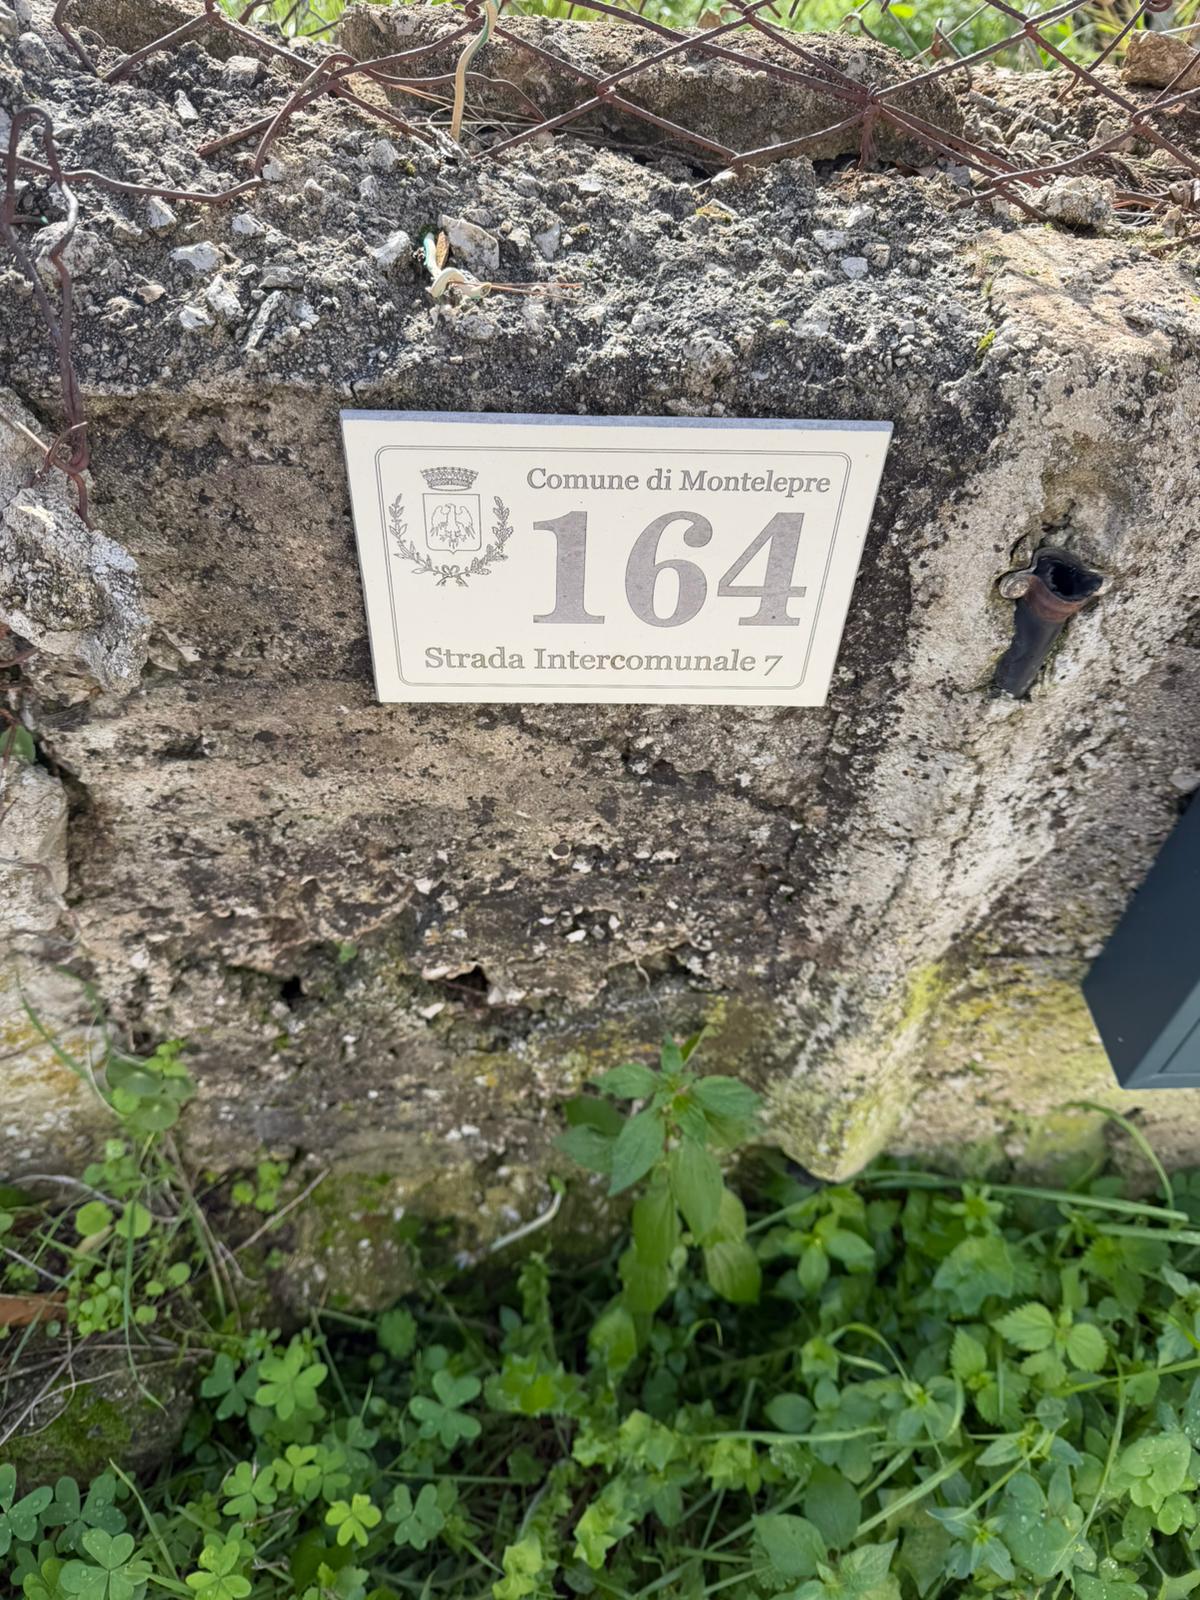 Comune di Montelepre
164
Strada Intercomunale 7